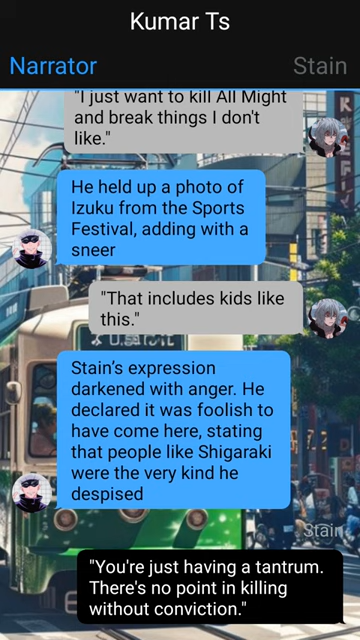 Kumar Ts
Narrator
Stain
"I just want to kill All Might
and break things I don't
like."
He held up a photo of
Izuku from the Sports
Festival, adding with a
sneer
"That includes kids like
this."
Stain’s expression
darkened with anger. He
declared it was foolish to
have come here, stating
that people like Shigaraki
were the very kind he
despised
Stain
"You're just having a tantrum.
There's no point in killing
without conviction."